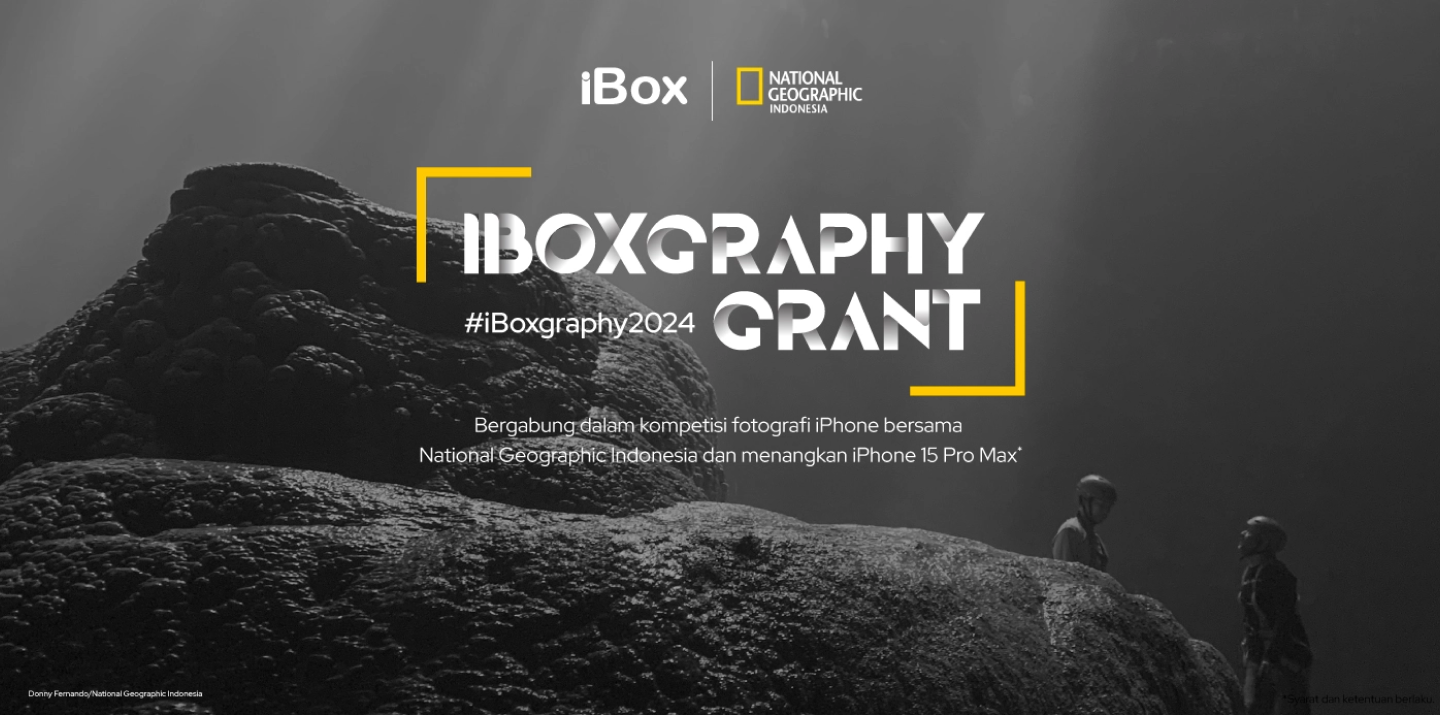 iBox
NATIONAL
GEOGRAPHIC
INDONESIA
IBOXGRAPHY
#iBoxgraphy2024 GRANT
Bergabung dalam kompetisi fotografi iPhone bersama
National Geographic Indonesia dan menangkan iPhone 15 Pro Max*
Donny Fernando/National Geographic Indonesia
*Syarat dan ketentuan berlaku